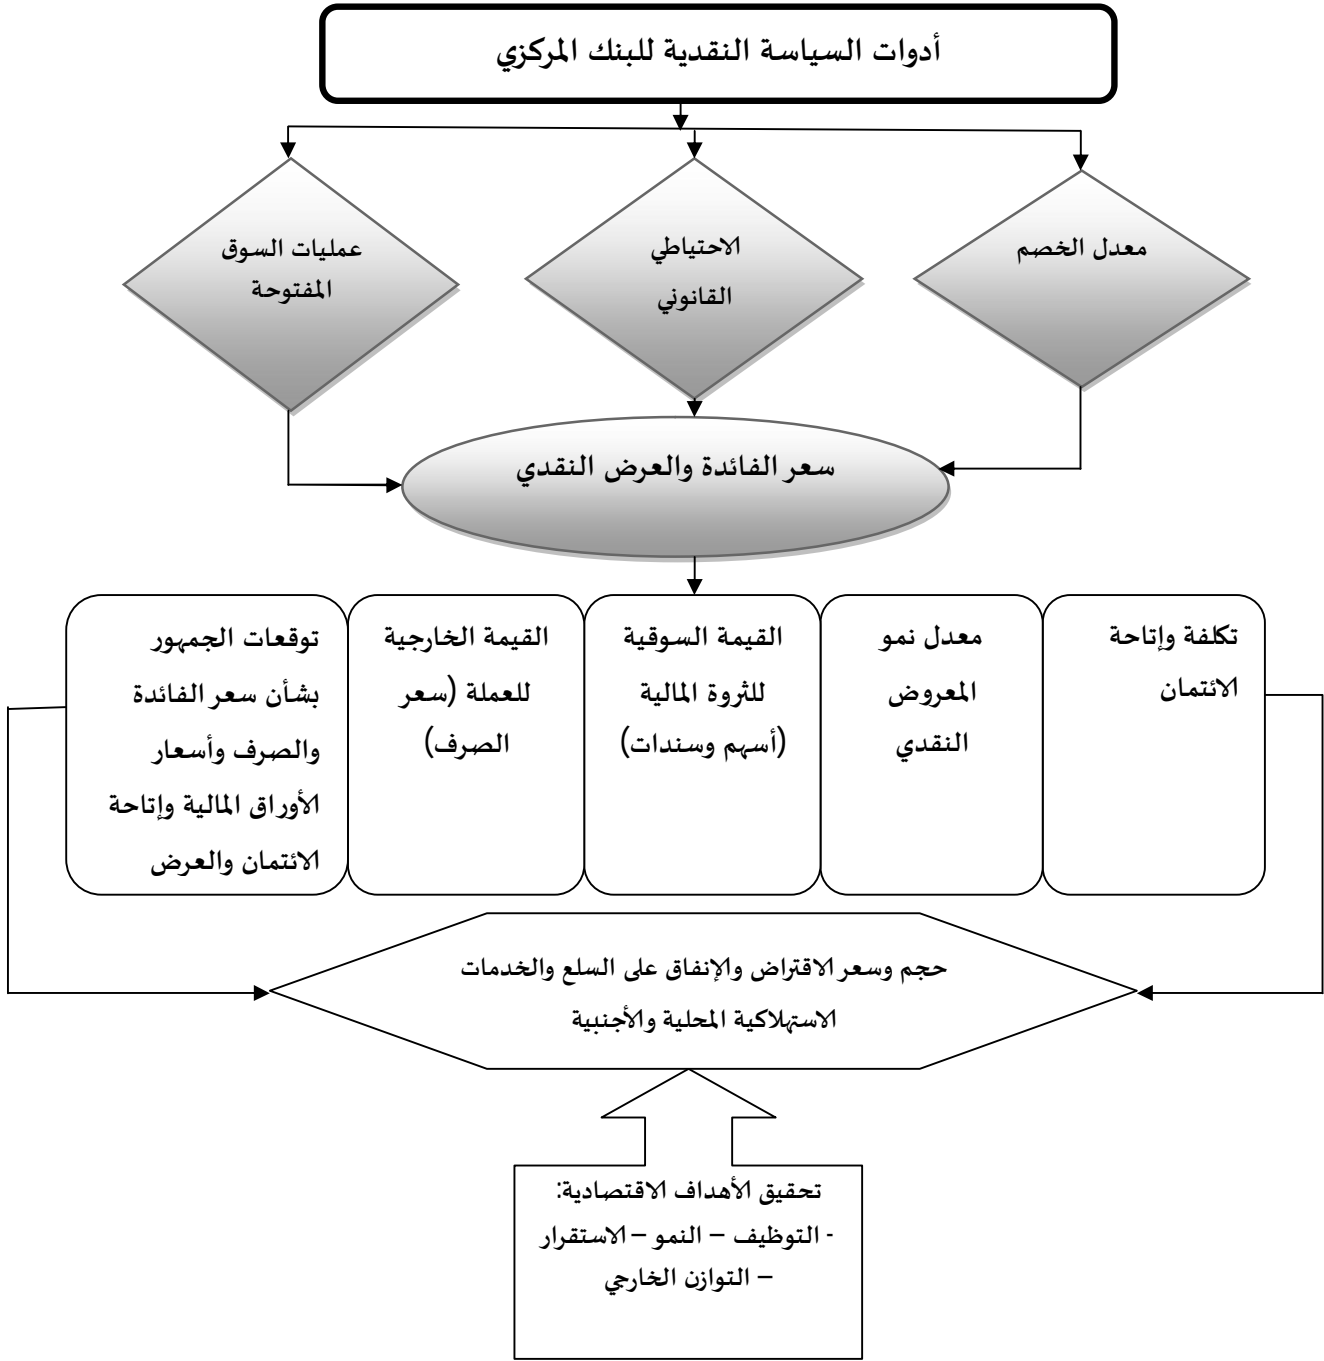 أدوات السياسة النقدية للبنك المركزي
معدل الخصم
الاحتياطي
القانوني
عمليات السوق
المفتوحة
سعر الفائدة والعرض النقدي
تكلفة وإتاحة
الائتمان
معدل نمو
المعروض
النقدي
القيمة السوقية
للثروة المالية
(أسهم وسندات)
القيمة الخارجية
للعملة (سعر
الصرف)
توقعات الجمهور
بشأن سعر الفائدة
والصرف وأسعار
الأوراق المالية وإتاحة
الائتمان والعرض
حجم وسعر الاقتراض والإنفاق على السلع والخدمات
الاستهلاكية المحلية والأجنبية
تحقيق الأهداف الاقتصادية:
- التوظيف – النمو – الاستقرار
– التوازن الخارجي